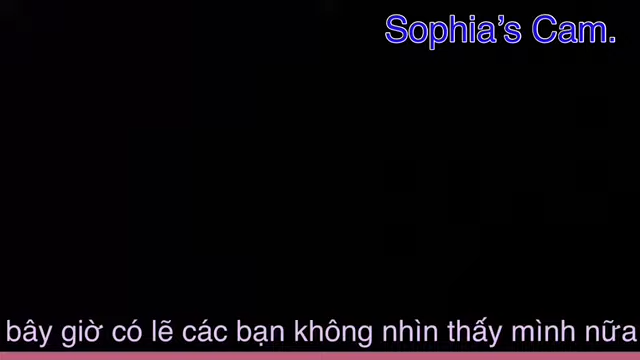 Sophia's Cam.
bây giờ có lẽ các bạn không nhìn thấy mình nữa